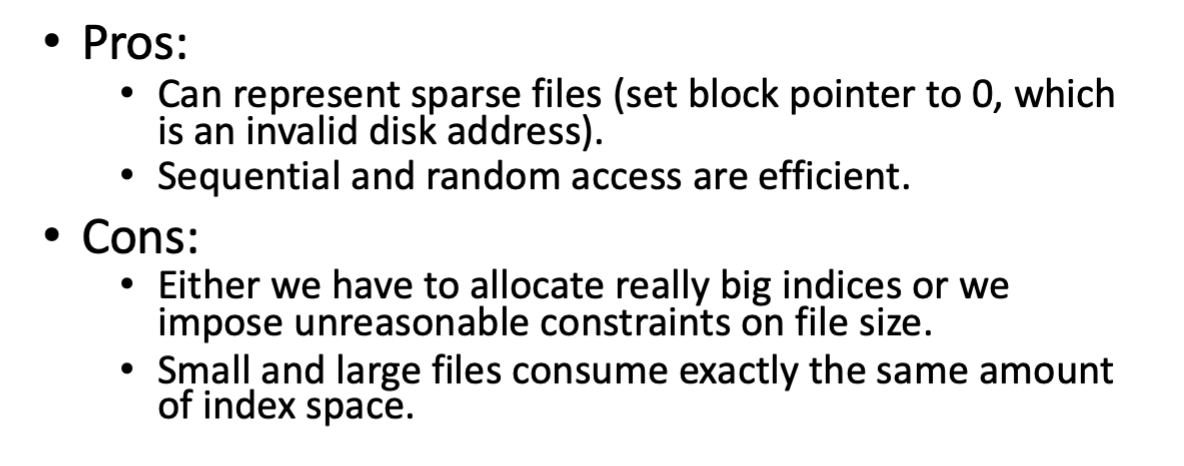 • Pros:
• Can represent sparse files (set block pointer to 0, which
is an invalid disk address).
• Sequential and random access are efficient.
• Cons:
• Either we have to allocate really big indices or we
impose unreasonable constraints on file size.
• Small and large files consume exactly the same amount
of index space.